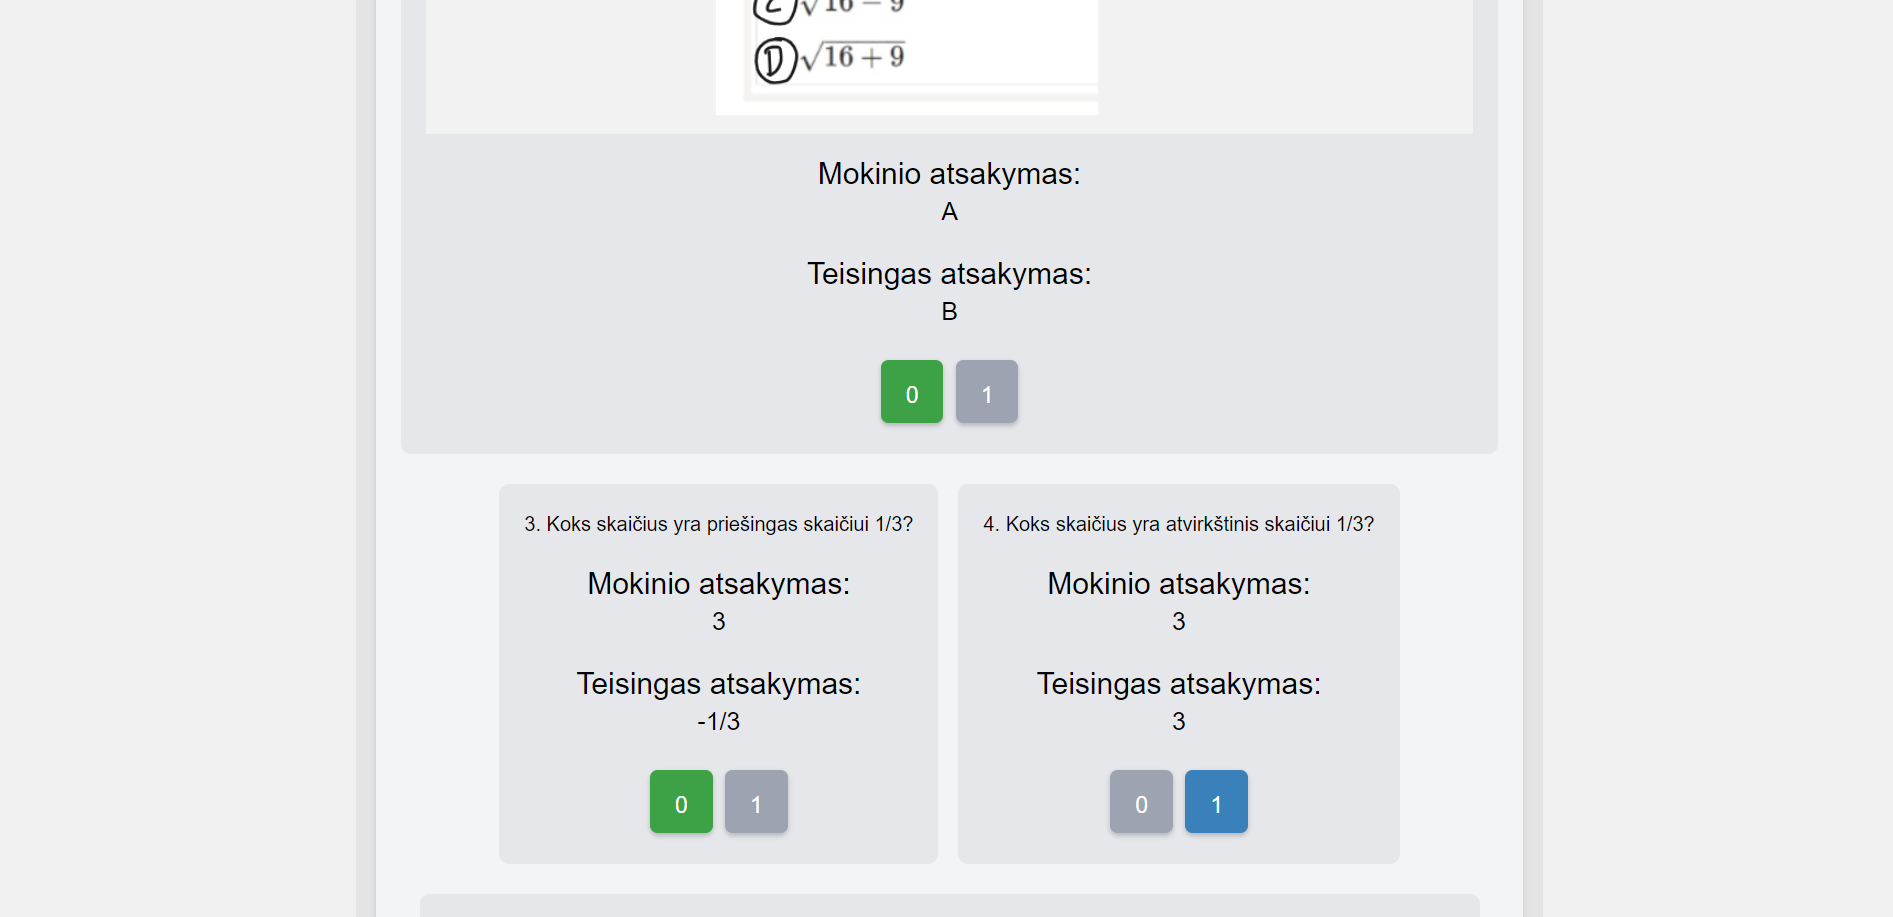 C √16 − 9
D √16 + 9
Mokinio atsakymas:
A
Teisingas atsakymas:
B
0 1
3. Koks skaičius yra priešingas skaičiui 1/3?
Mokinio atsakymas:
3
Teisingas atsakymas:
-1/3
0 1
4. Koks skaičius yra atvirkštinis skaičiui 1/3?
Mokinio atsakymas:
3
Teisingas atsakymas:
3
0 1